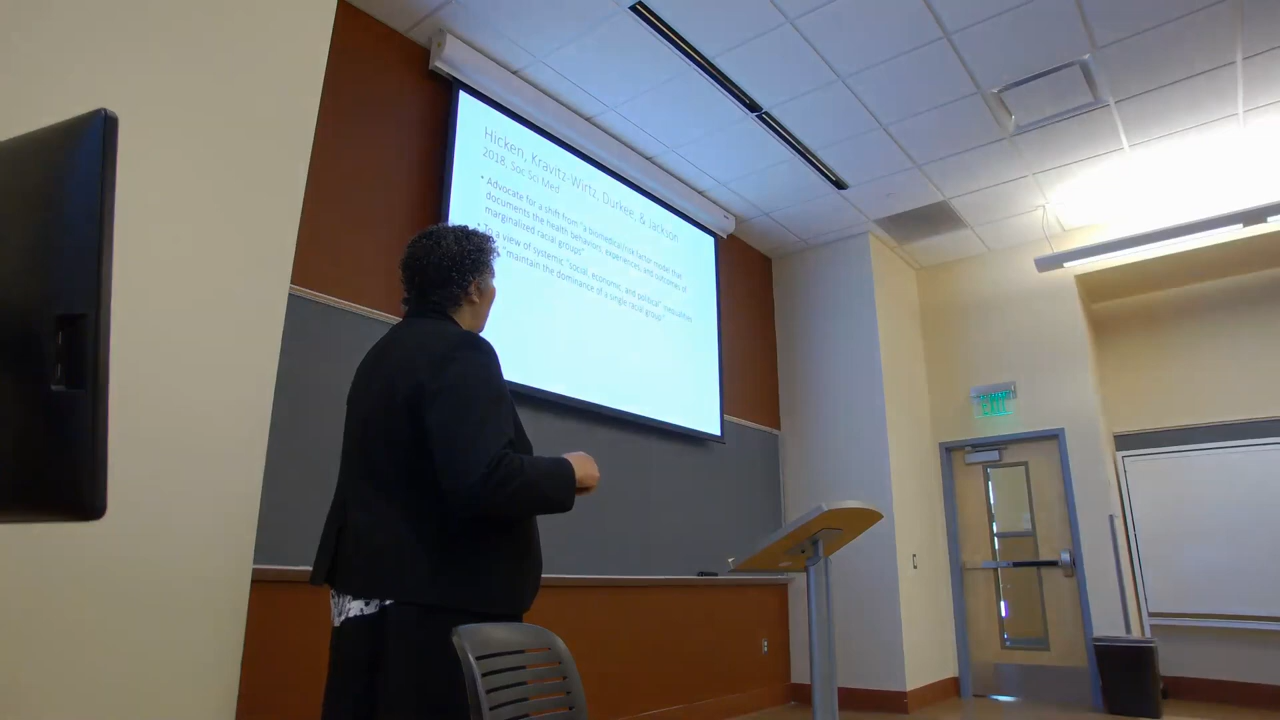 Hicken, Kravitz-Wirtz, Durkee, & Jackson
2018, Soc Sci Med
• Advocate for a shift from "a biomedical/risk factor model that
documents the health behaviors, experiences, and outcomes of
marginalized racial groups"
To a view of systemic "social, economic, and political" inequalities
"maintain the dominance of a single racial group"
EXIT